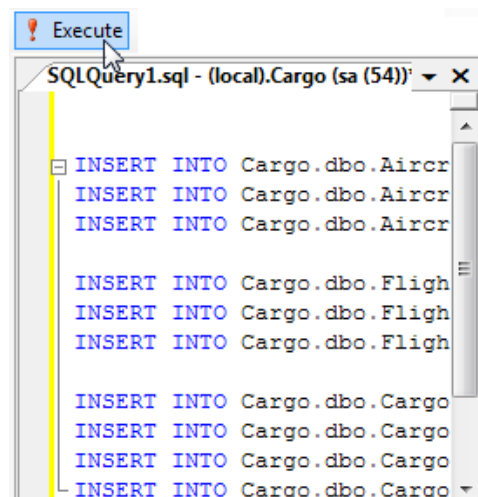 Execute
SQLQuery1.sql - (local).Cargo (sa (54))*
INSERT INTO Cargo.dbo.Aircr
INSERT INTO Cargo.dbo.Aircr
INSERT INTO Cargo.dbo.Aircr
INSERT INTO Cargo.dbo.Fligh
INSERT INTO Cargo.dbo.Fligh
INSERT INTO Cargo.dbo.Fligh
INSERT INTO Cargo.dbo.Cargo
INSERT INTO Cargo.dbo.Cargo
INSERT INTO Cargo.dbo.Cargo
INSERT INTO Cargo.dbo.Cargo